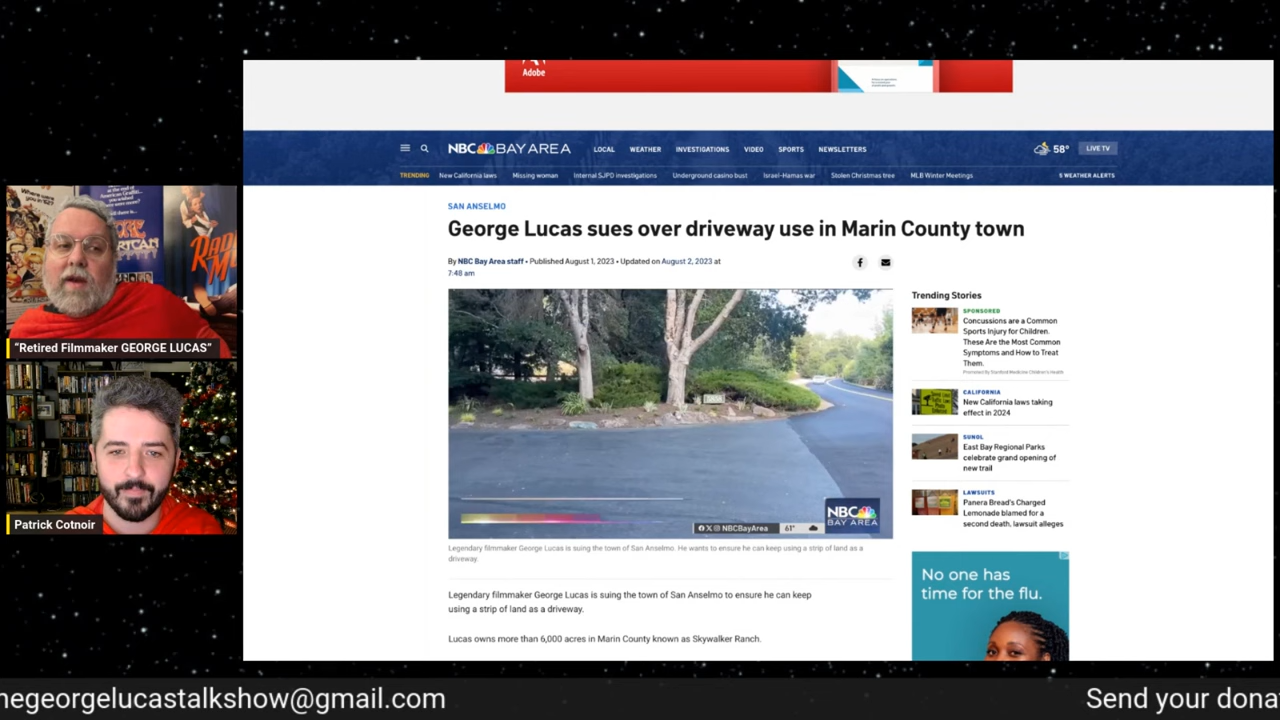 Adobe
NBC BAY AREA
LOCAL
WEATHER
INVESTIGATIONS
VIDEO
SPORTS
NEWSLETTERS
58°
LIVE TV
TRENDING
New California laws
Missing woman
Internal SJPD investigations
Underground casino bust
Israel-Hamas war
Stolen Christmas tree
MLB Winter Meetings
5 WEATHER ALERTS
SAN ANSELMO
George Lucas sues over driveway use in Marin County town
By NBC Bay Area staff • Published August 1, 2023 • Updated on August 2, 2023 at
7:48 am
NBCBayArea
61°
NBC
BAY AREA
Legendary filmmaker George Lucas is suing the town of San Anselmo. He wants to ensure he can keep using a strip of land as a
driveway.
Legendary filmmaker George Lucas is suing the town of San Anselmo to ensure he can keep
using a strip of land as a driveway.
Lucas owns more than 6,000 acres in Marin County known as Skywalker Ranch.
Trending Stories
SPONSORED
Concussions are a Common
Sports Injury for Children.
These Are the Most Common
Symptoms and How to Treat
Them.
Promoted By Stanford Medicine Children's Health
CALIFORNIA
New California laws taking
effect in 2024
SUNOL
East Bay Regional Parks
celebrate grand opening of
new trail
LAWSUITS
Panera Bread's Charged
Lemonade blamed for a
second death, lawsuit alleges
No one has
time for the flu.
"Retired Filmmaker GEORGE LUCAS"
Patrick Cotnoir
hegeorgelucastalkshow@gmail.com
Send your dona